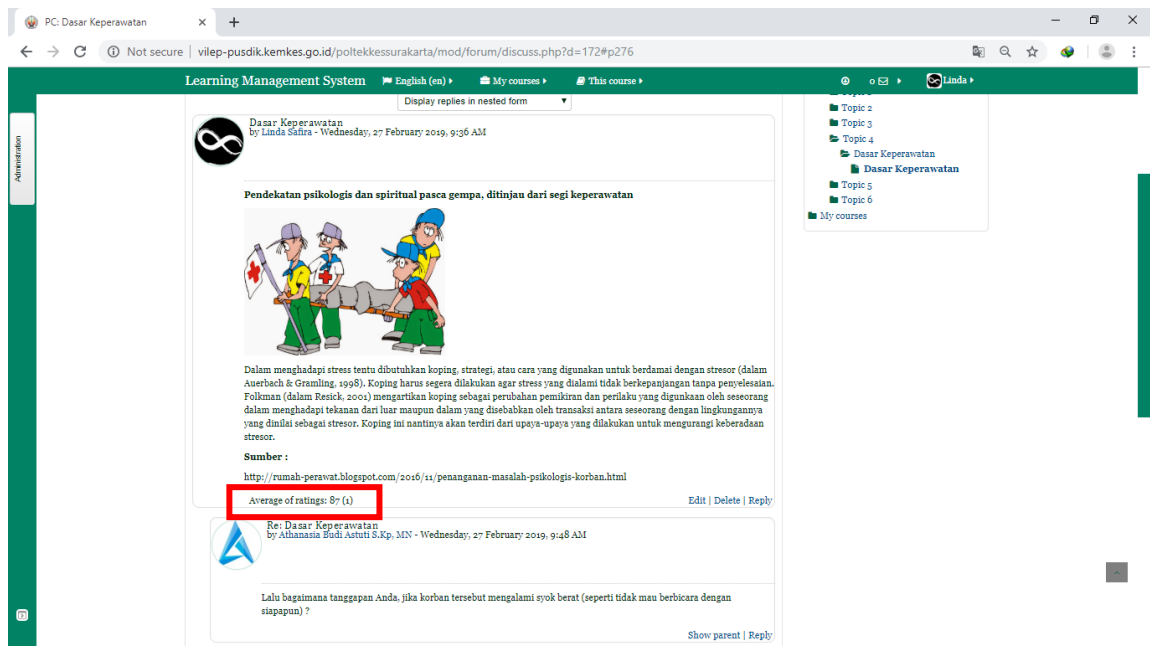 PC: Dasar Keperawatan
Not secure | vilep-pusdik.kemkes.go.id/poltekkessurakarta/mod/forum/discuss.php?d=172#p276
Learning Management System English (en) My courses This course 0 Linda
Display replies in nested form
Administration
Dasar Keperawatan
by Linda Safira - Wednesday, 27 February 2019, 9:36 AM
Pendekatan psikologis dan spiritual pasca gempa, ditinjau dari segi keperawatan
Dalam menghadapi stress tentu dibutuhkan koping, strategi, atau cara yang digunakan untuk berdamai dengan stresor (dalam
Auerbach & Gramling, 1998). Koping harus segera dilakukan agar stress yang dialami tidak berkepanjangan tanpa penyelesaian.
Folkman (dalam Resick, 2001) mengartikan koping sebagai perubahan pemikiran dan perilaku yang digunkaan oleh seseorang
dalam menghadapi tekanan dari luar maupun dalam yang disebabkan oleh transaksi antara seseorang dengan lingkungannya
yang dinilai sebagai stresor. Koping ini nantinya akan terdiri dari upaya-upaya yang dilakukan untuk mengurangi keberadaan
stresor.
Sumber :
http://rumah-perawat.blogspot.com/2016/11/penanganan-masalah-psikologis-korban.html
Average of ratings: 87 (1)
Edit | Delete | Reply
Re: Dasar Keperawatan
by Athanasia Budi Astuti S.Kp, MN - Wednesday, 27 February 2019, 9:48 AM
Lalu bagaimana tanggapan Anda, jika korban tersebut mengalami syok berat (seperti tidak mau berbicara dengan
siapapun) ?
Show parent | Reply
Topic 2
Topic 3
Topic 4
Dasar Keperawatan
Dasar Keperawatan
Topic 5
Topic 6
My courses